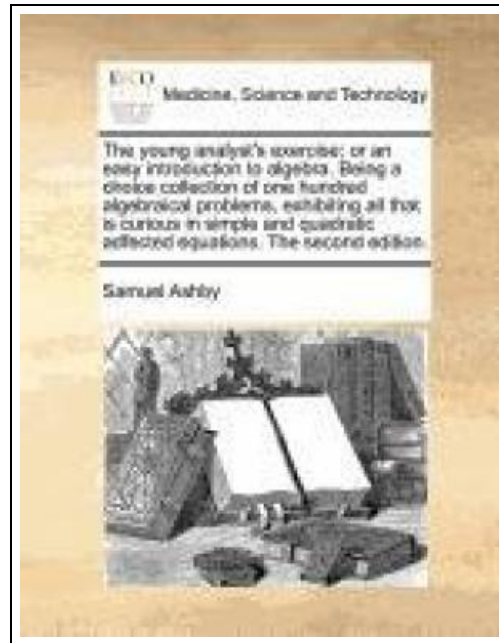 ECCO
Medicine, Science and Technology
The young analyst's exercise; or an
easy introduction to algebra. Being a
choice collection of one hundred
algebraical problems, exhibiting all that
is curious in simple and quadratic
adfected equations. The second edition.
Samuel Ashby